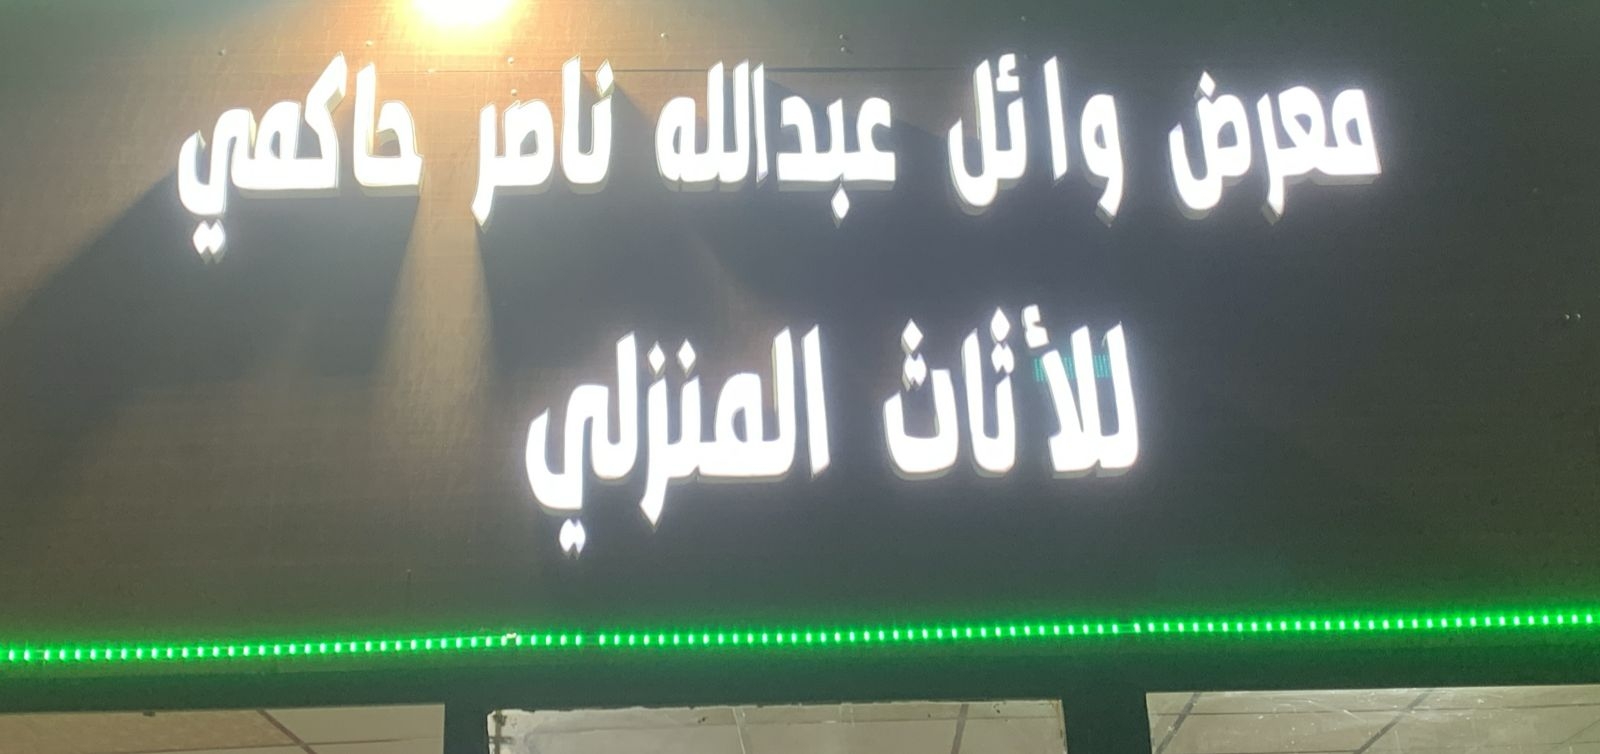 معرض وائل عبدالله ناصر حاكمي
للأثاث المنزلي